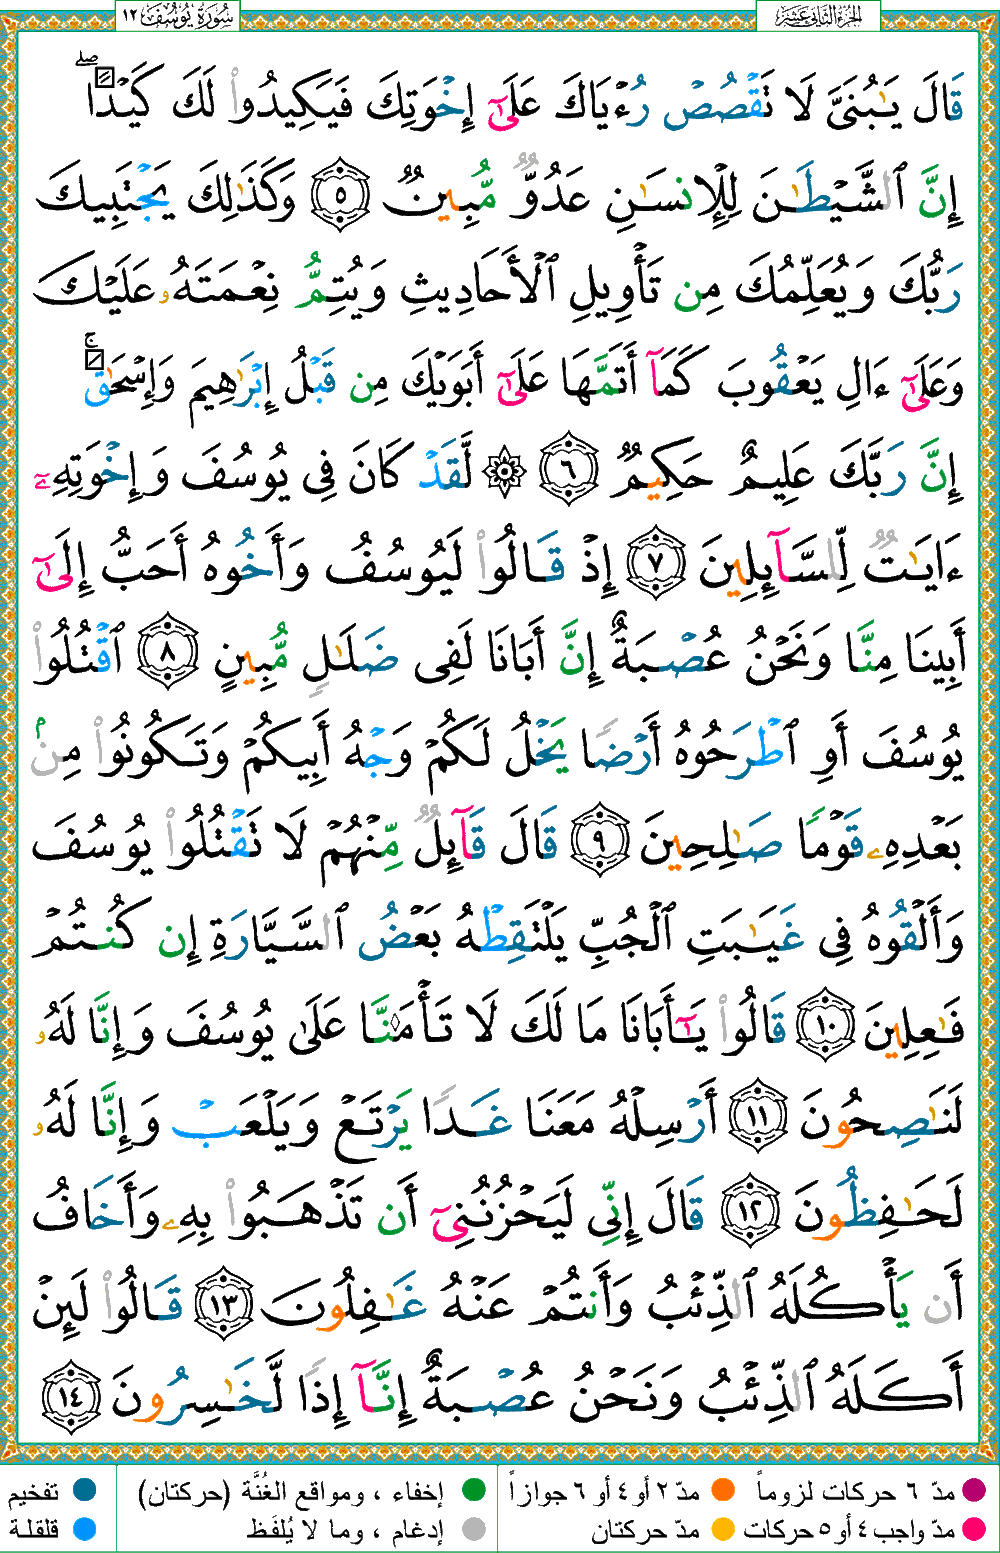 سُورَةُ يُوسُفَ ١٢
الجُزْءُ الثَّانِي عَشَرَ
قَالَ يَـٰبُنَىَّ لَا تَقْصُصْ رُءْيَاكَ عَلَىٰٓ إِخْوَتِكَ فَيَكِيدُوا۟ لَكَ كَيْدًا ۖ
إِنَّ ٱلشَّيْطَـٰنَ لِلْإِنسَـٰنِ عَدُوٌّ مُّبِينٌ ٥ وَكَذَٰلِكَ يَجْتَبِيكَ
رَبُّكَ وَيُعَلِّمُكَ مِن تَأْوِيلِ ٱلْأَحَادِيثِ وَيُتِمُّ نِعْمَتَهُۥ عَلَيْكَ
وَعَلَىٰٓ ءَالِ يَعْقُوبَ كَمَآ أَتَمَّهَا عَلَىٰٓ أَبَوَيْكَ مِن قَبْلُ إِبْرَٰهِيمَ وَإِسْحَـٰقَ ۚ
إِنَّ رَبَّكَ عَلِيمٌ حَكِيمٌ ٦ ۞ لَّقَدْ كَانَ فِى يُوسُفَ وَإِخْوَتِهِۦٓ
ءَايَـٰتٌ لِّلسَّآئِلِينَ ٧ إِذْ قَالُوا۟ لَيُوسُفُ وَأَخُوهُ أَحَبُّ إِلَىٰٓ
أَبِينَا مِنَّا وَنَحْنُ عُصْبَةٌ إِنَّ أَبَانَا لَفِى ضَلَـٰلٍ مُّبِينٍ ٨ ٱقْتُلُوا۟
يُوسُفَ أَوِ ٱطْرَحُوهُ أَرْضًا يَخْلُ لَكُمْ وَجْهُ أَبِيكُمْ وَتَكُونُوا۟ مِنۢ
بَعْدِهِۦ قَوْمًا صَـٰلِحِينَ ٩ قَالَ قَآئِلٌ مِّنْهُمْ لَا تَقْتُلُوا۟ يُوسُفَ
وَأَلْقُوهُ فِى غَيَـٰبَتِ ٱلْجُبِّ يَلْتَقِطْهُ بَعْضُ ٱلسَّيَّارَةِ إِن كُنتُمْ
فَـٰعِلِينَ ١٠ قَالُوا۟ يَـٰٓأَبَانَا مَا لَكَ لَا تَأْمَ۫نَّا عَلَىٰ يُوسُفَ وَإِنَّا لَهُۥ
لَنَـٰصِحُونَ ١١ أَرْسِلْهُ مَعَنَا غَدًا يَرْتَعْ وَيَلْعَبْ وَإِنَّا لَهُۥ
لَحَـٰفِظُونَ ١٢ قَالَ إِنِّى لَيَحْزُنُنِىٓ أَن تَذْهَبُوا۟ بِهِۦ وَأَخَافُ
أَن يَأْكُلَهُ ٱلذِّئْبُ وَأَنتُمْ عَنْهُ غَـٰفِلُونَ ١٣ قَالُوا۟ لَئِنْ
أَكَلَهُ ٱلذِّئْبُ وَنَحْنُ عُصْبَةٌ إِنَّآ إِذًا لَّخَـٰسِرُونَ ١٤
مدّ ٦ حركات لزوماً مدّ ٢ أو ٤ أو ٦ جوازاً إخفاء ، ومواقع الغُنَّة (حركتان) تفخيم
مدّ واجب ٤ أو ٥ حركات مدّ حركتان إدغام ، وما لا يُلفَظ قلقلة